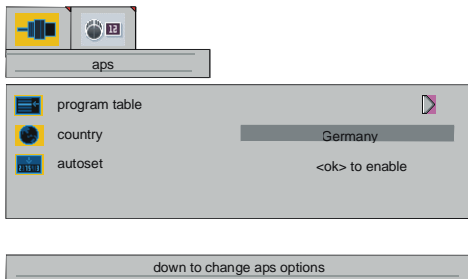 12
aps
program table
country Germany
autoset <ok> to enable
down to change aps options